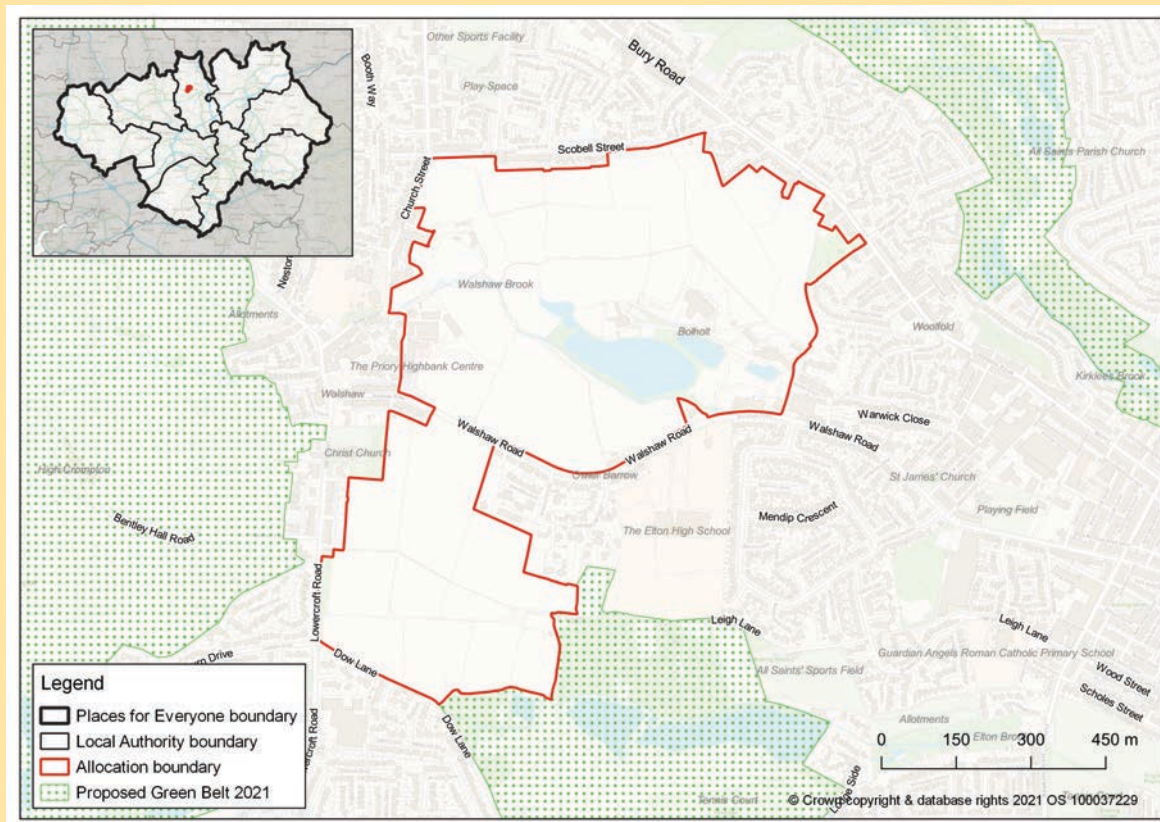 Other Sports Facility
Bury Road
Play Space
Booth Way
All Saints Parish Church
Scobell Street
Church Street
Walshaw Brook
Allotments
Bolholt
Woolfold
The Priory Highbank Centre
Kirklees Brook
Walshaw
Warwick Close
Walshaw Road
Walshaw Road
Walshaw Road
Christ Church
High Crompton
St James' Church
Mendip Crescent
Playing Field
The Elton High School
Bentley Hall Road
Lowercroft Road
Leigh Lane
Leigh Lane
Dow Lane
Guardian Angels Roman Catholic Primary School
All Saints' Sports Field
Wood Street
Scholes Street
Drive
Dow Lane
Allotments
Elton
Tennis Court
Legend
Places for Everyone boundary
Local Authority boundary
Allocation boundary
Proposed Green Belt 2021
0 150 300 450 m
© Crown copyright & database rights 2021 OS 100037229